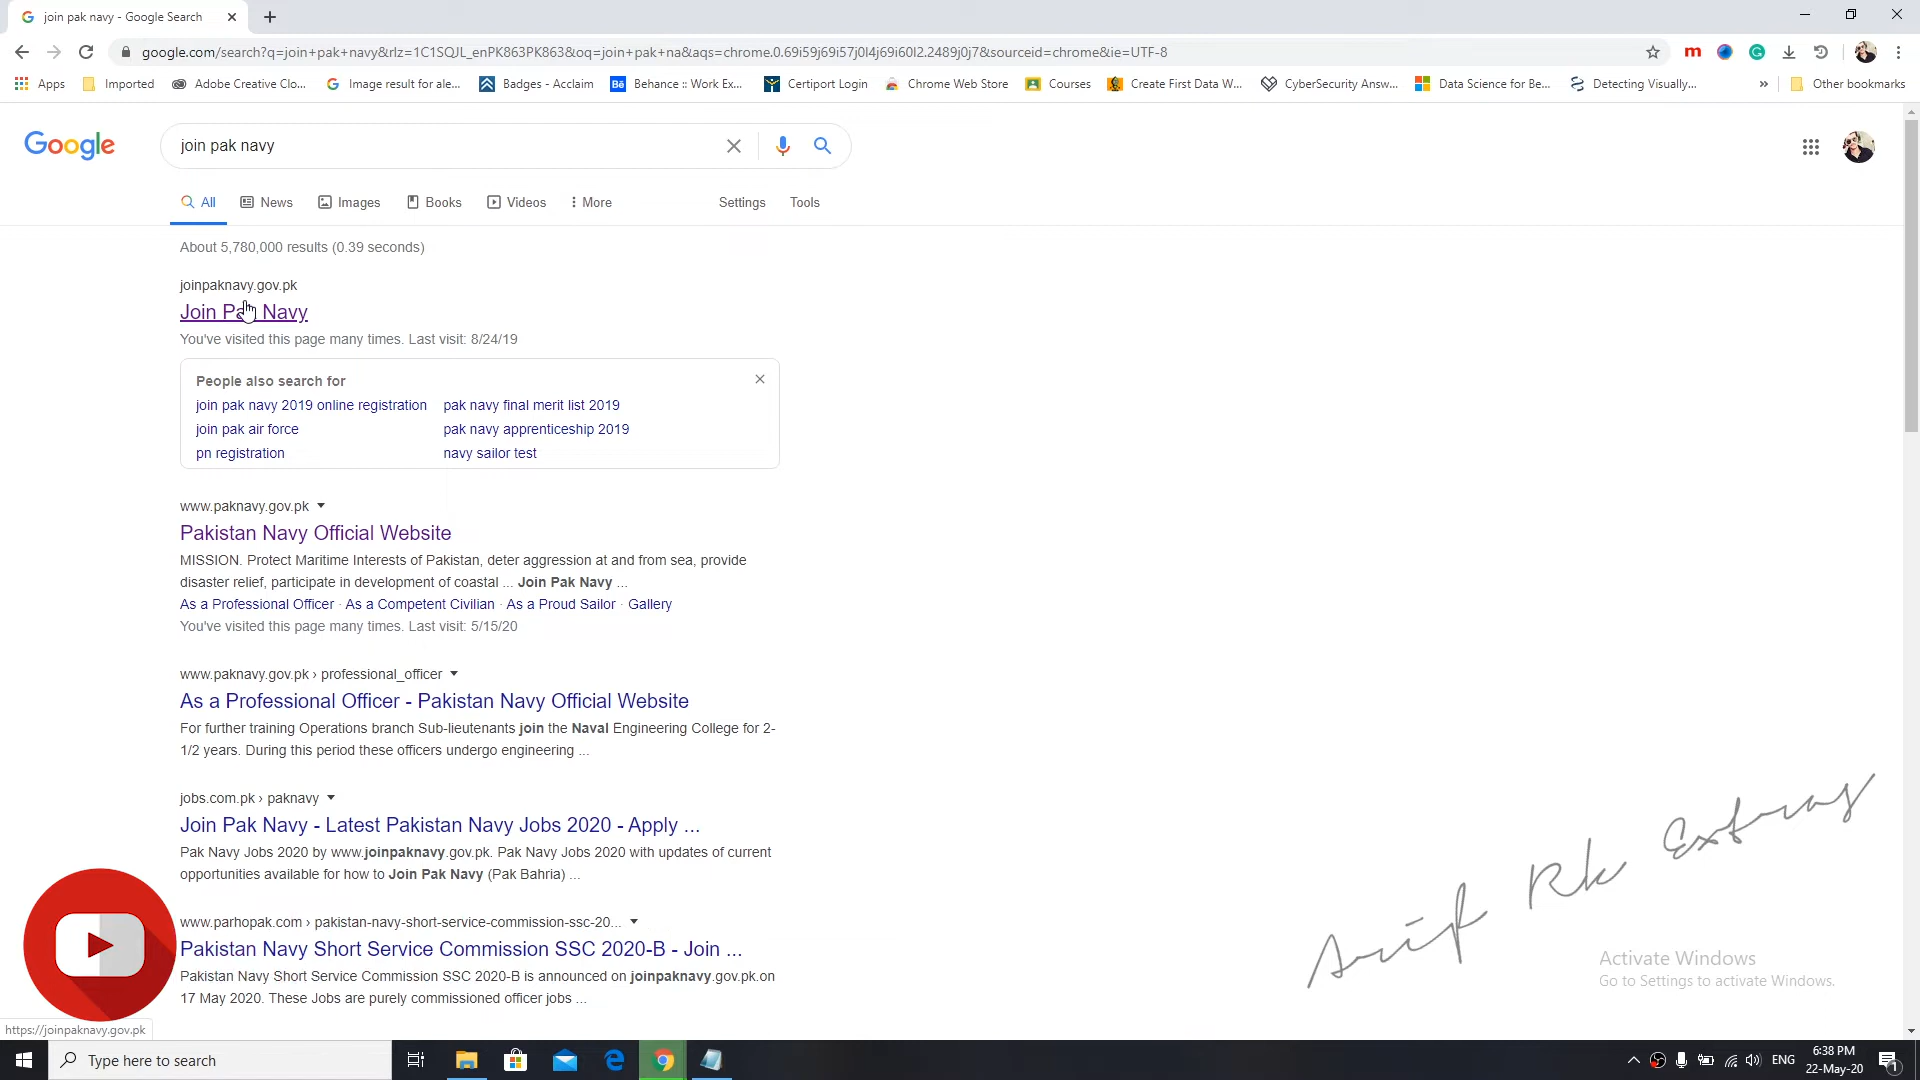 join pak navy - Google Search
google.com/search?q=join+pak+navy&rlz=1C1SQJL_enPK863PK863&oq=join+pak+na&aqs=chrome.0.69i59j69i57j0l4j69i60l2.2489j0j7&sourceid=chrome&ie=UTF-8
Apps Imported Adobe Creative Clo... Image result for ale... Badges - Acclaim Behance :: Work Ex... Certiport Login Chrome Web Store Courses Create First Data W... CyberSecurity Answ... Data Science for Be... Detecting Visually... » Other bookmarks
Google join pak navy
All News Images Books Videos More Settings Tools
About 5,780,000 results (0.39 seconds)
joinpaknavy.gov.pk
Join Pak Navy
You've visited this page many times. Last visit: 8/24/19
People also search for
join pak navy 2019 online registration pak navy final merit list 2019
join pak air force pak navy apprenticeship 2019
pn registration navy sailor test
www.paknavy.gov.pk
Pakistan Navy Official Website
MISSION. Protect Maritime Interests of Pakistan, deter aggression at and from sea, provide
disaster relief, participate in development of coastal ... Join Pak Navy ...
As a Professional Officer · As a Competent Civilian · As a Proud Sailor · Gallery
You've visited this page many times. Last visit: 5/15/20
www.paknavy.gov.pk › professional_officer
As a Professional Officer - Pakistan Navy Official Website
For further training Operations branch Sub-lieutenants join the Naval Engineering College for 2-
1/2 years. During this period these officers undergo engineering ...
jobs.com.pk › paknavy
Join Pak Navy - Latest Pakistan Navy Jobs 2020 - Apply ...
Pak Navy Jobs 2020 by www.joinpaknavy.gov.pk. Pak Navy Jobs 2020 with updates of current
opportunities available for how to Join Pak Navy (Pak Bahria) ...
www.parhopak.com › pakistan-navy-short-service-commission-ssc-20...
Pakistan Navy Short Service Commission SSC 2020-B - Join ...
Pakistan Navy Short Service Commission SSC 2020-B is announced on joinpaknavy.gov.pk.on
17 May 2020. These Jobs are purely commissioned officer jobs ...
Arif Rk Extras
Activate Windows
Go to Settings to activate Windows.
https://joinpaknavy.gov.pk
Type here to search
ENG
6:38 PM
22-May-20
1